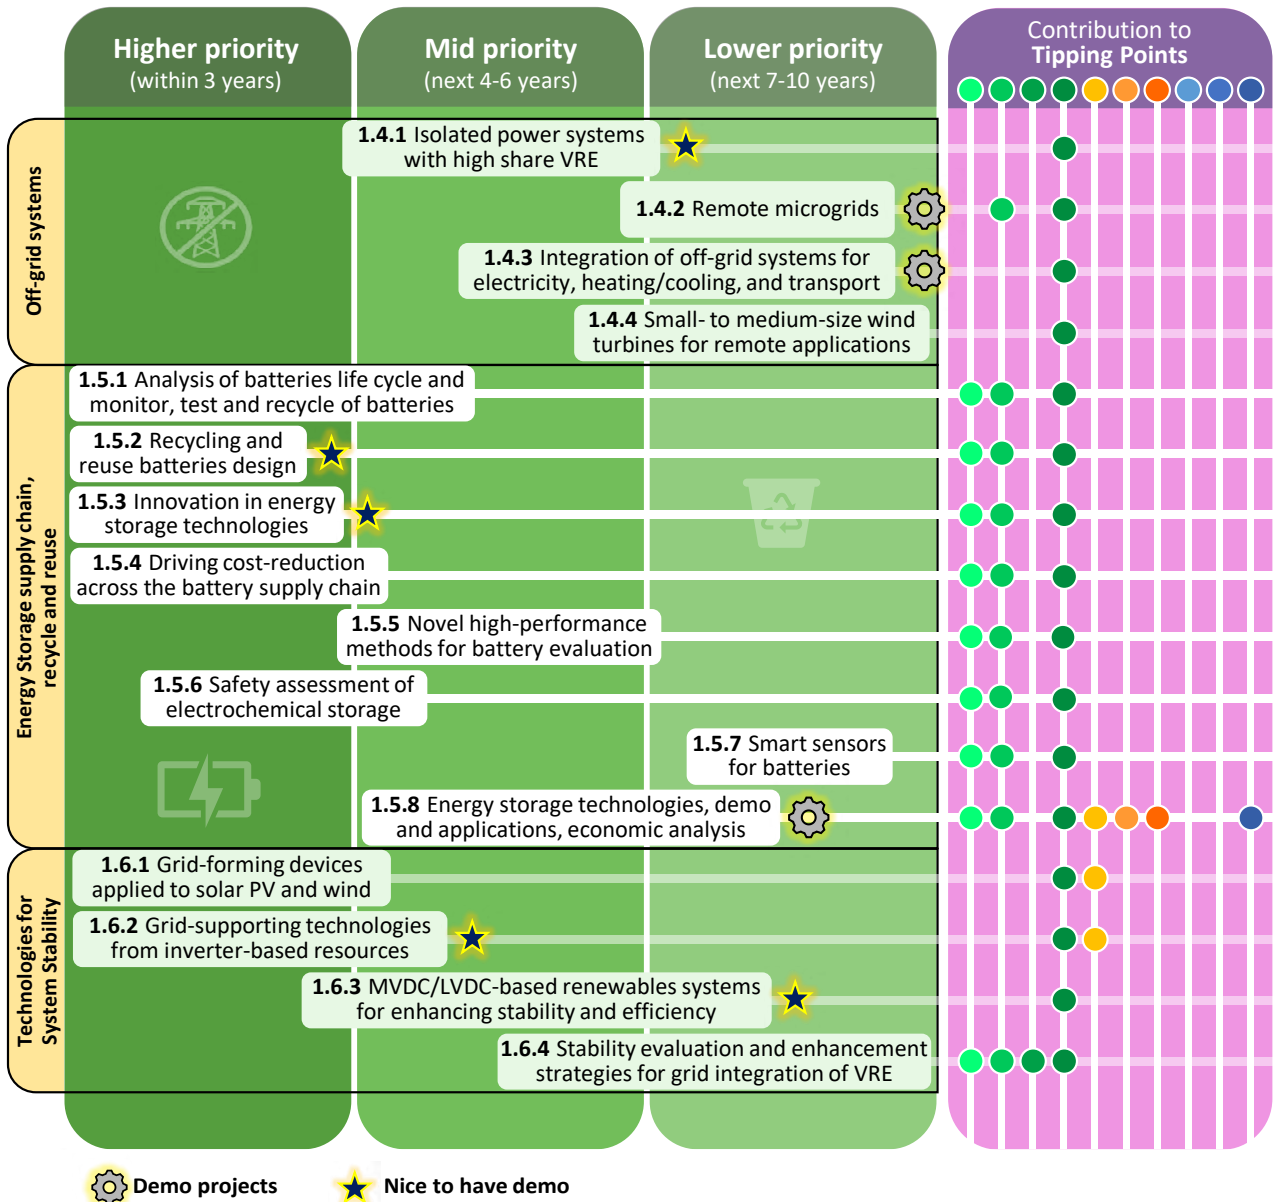 Higher priority
(within 3 years)
Mid priority
(next 4-6 years)
Lower priority
(next 7-10 years)
Contribution to
Tipping Points
Off-grid systems
1.4.1 Isolated power systems
with high share VRE
1.4.2 Remote microgrids
1.4.3 Integration of off-grid systems for
electricity, heating/cooling, and transport
1.4.4 Small- to medium-size wind
turbines for remote applications
Energy Storage supply chain,
recycle and reuse
1.5.1 Analysis of batteries life cycle and
monitor, test and recycle of batteries
1.5.2 Recycling and
reuse batteries design
1.5.3 Innovation in energy
storage technologies
1.5.4 Driving cost-reduction
across the battery supply chain
1.5.5 Novel high-performance
methods for battery evaluation
1.5.6 Safety assessment of
electrochemical storage
1.5.7 Smart sensors
for batteries
1.5.8 Energy storage technologies, demo
and applications, economic analysis
Technologies for
System Stability
1.6.1 Grid-forming devices
applied to solar PV and wind
1.6.2 Grid-supporting technologies
from inverter-based resources
1.6.3 MVDC/LVDC-based renewables systems
for enhancing stability and efficiency
1.6.4 Stability evaluation and enhancement
strategies for grid integration of VRE
Demo projects
Nice to have demo